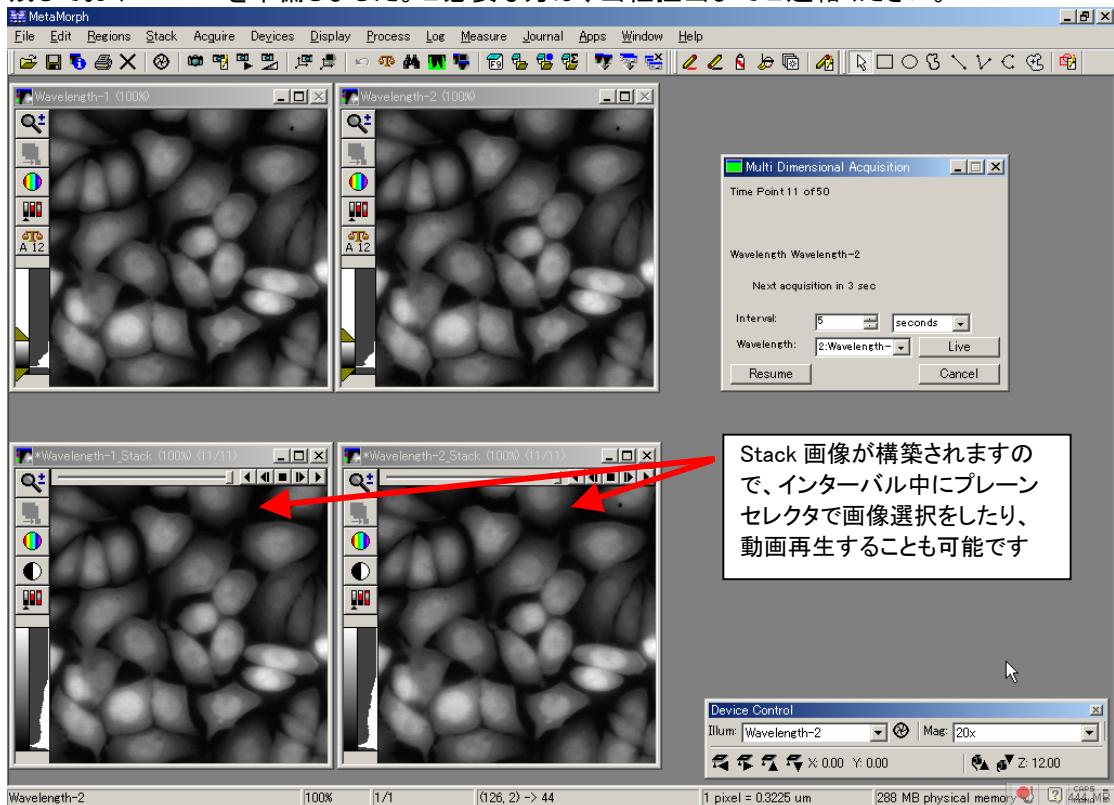 MetaMorph
File Edit Regions Stack Acquire Devices Display Process Log Measure Journal Apps Window Help
Wavelength-1 (100%)
A 12
Wavelength-2 (100%)
A 12
Multi Dimensional Acquisition
Time Point 11 of 50
Wavelength Wavelength-2
Next acquisition in 3 sec
Interval: 5 seconds
Wavelength: 2:Wavelength- Live
Resume Cancel
*Wavelength-1_Stack (100%) (11/11)
*Wavelength-2_Stack (100%) (11/11)
Stack 画像が構築されますの
で、インターバル中にプレーン
セレクタで画像選択をしたり、
動画再生することも可能です
Device Control
Illum: Wavelength-2 Mag: 20x
X: 0.00 Y: 0.00 Z: 12.00
Wavelength-2 100% 1/1 (126, 2) -> 44 1 pixel = 0.3225 um 288 MB physical memory
CAPS